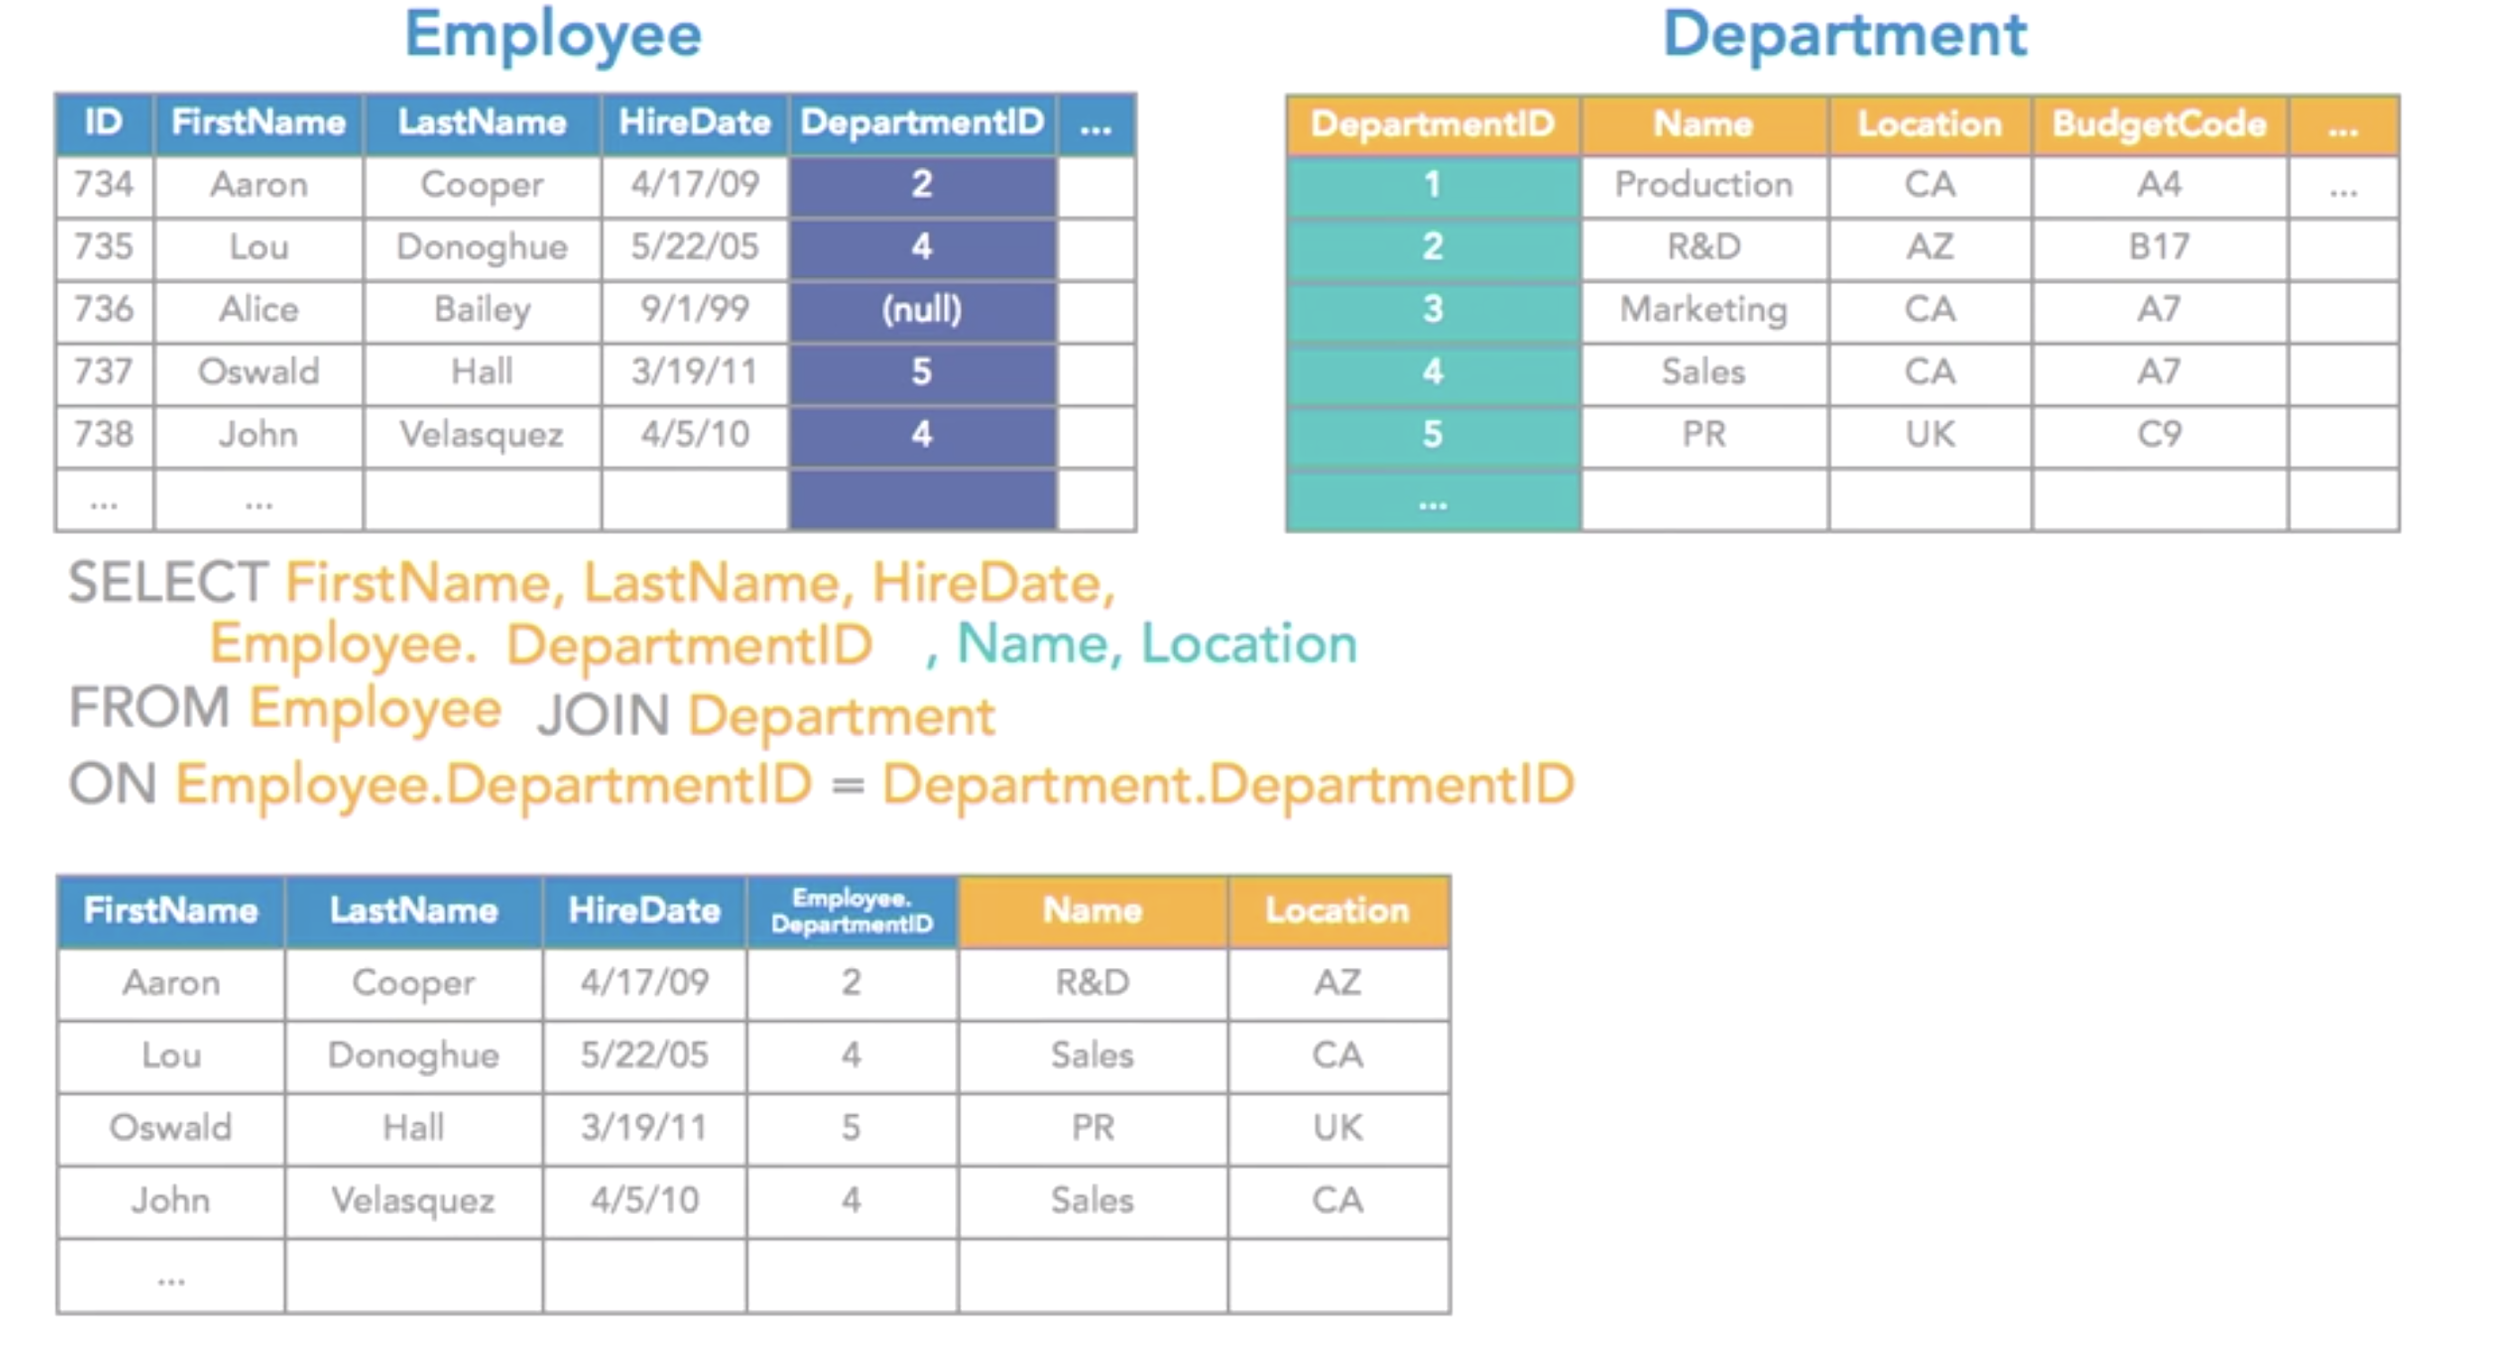 Employee
ID FirstName LastName HireDate DepartmentID ...
734 Aaron Cooper 4/17/09 2
735 Lou Donoghue 5/22/05 4
736 Alice Bailey 9/1/99 (null)
737 Oswald Hall 3/19/11 5
738 John Velasquez 4/5/10 4
... ...
Department
DepartmentID Name Location BudgetCode ...
1 Production CA A4 ...
2 R&D AZ B17
3 Marketing CA A7
4 Sales CA A7
5 PR UK C9
...
SELECT FirstName, LastName, HireDate,
Employee. DepartmentID , Name, Location
FROM Employee JOIN Department
ON Employee.DepartmentID = Department.DepartmentID
FirstName LastName HireDate Employee. DepartmentID Name Location
Aaron Cooper 4/17/09 2 R&D AZ
Lou Donoghue 5/22/05 4 Sales CA
Oswald Hall 3/19/11 5 PR UK
John Velasquez 4/5/10 4 Sales CA
...